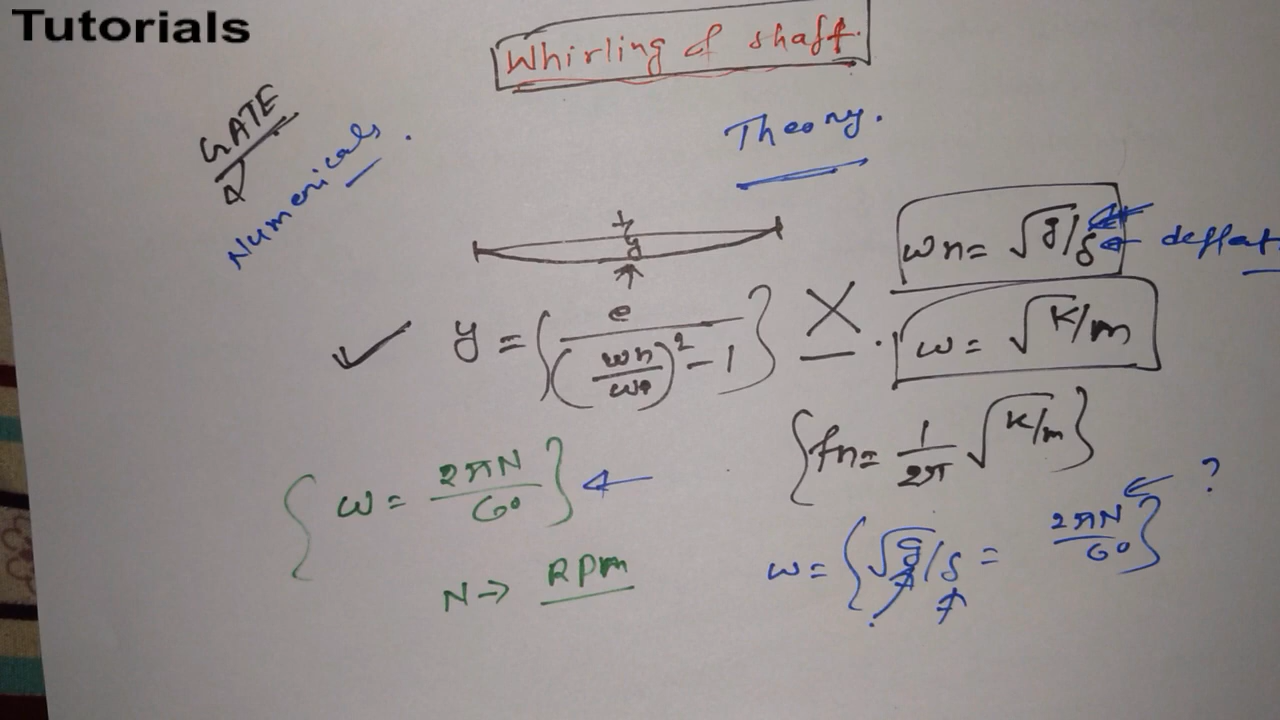 Tutorials
Whirling of shaft.
GATE
Numericals.
Theory.
y
ωn = √g/δ ← deflat
y = { e / ((ωn/ω)² - 1) } X
ω = √K/m
{ fn = 1/2π √K/m }
{ ω = 2πN/60 } ←
ω = { √g/δ = 2πN/60 } ← ?
N → RPM